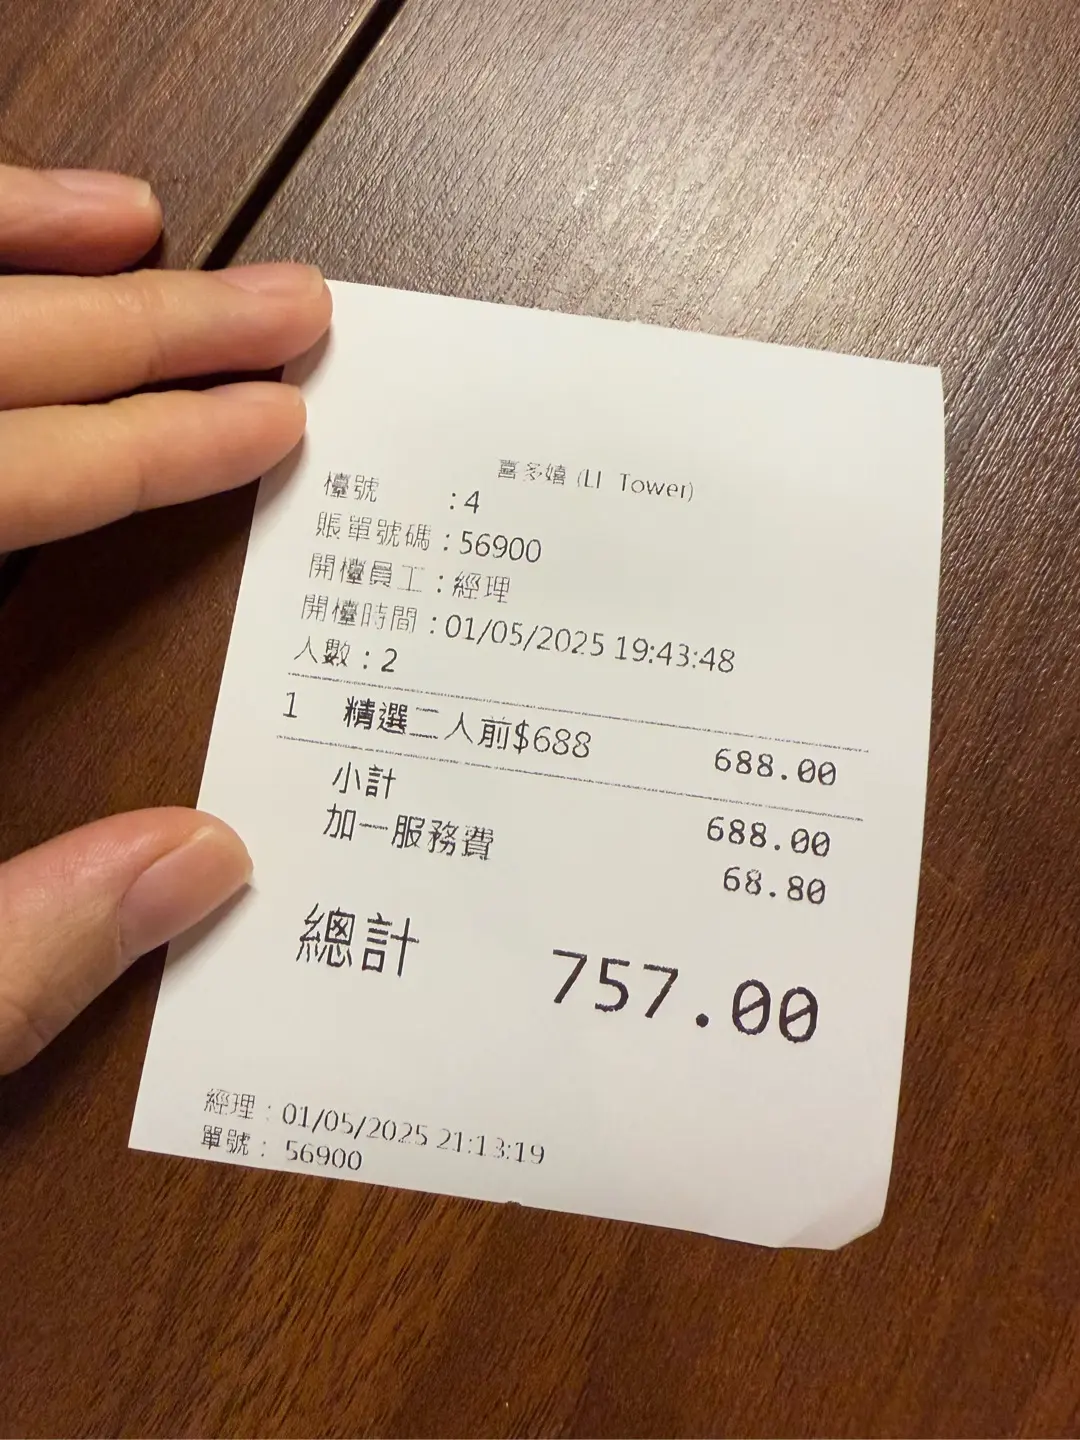 喜多嬉 (LI Tower)
檯號 :4
賬單號碼 :56900
開檯員工 :經理
開檯時間 :01/05/2025 19:43:48
人數 :2
1 精選二人前$688 688.00
小計 688.00
加一服務費 68.80
總計 757.00
經理 : 01/05/2025 21:13:19
單號 : 56900